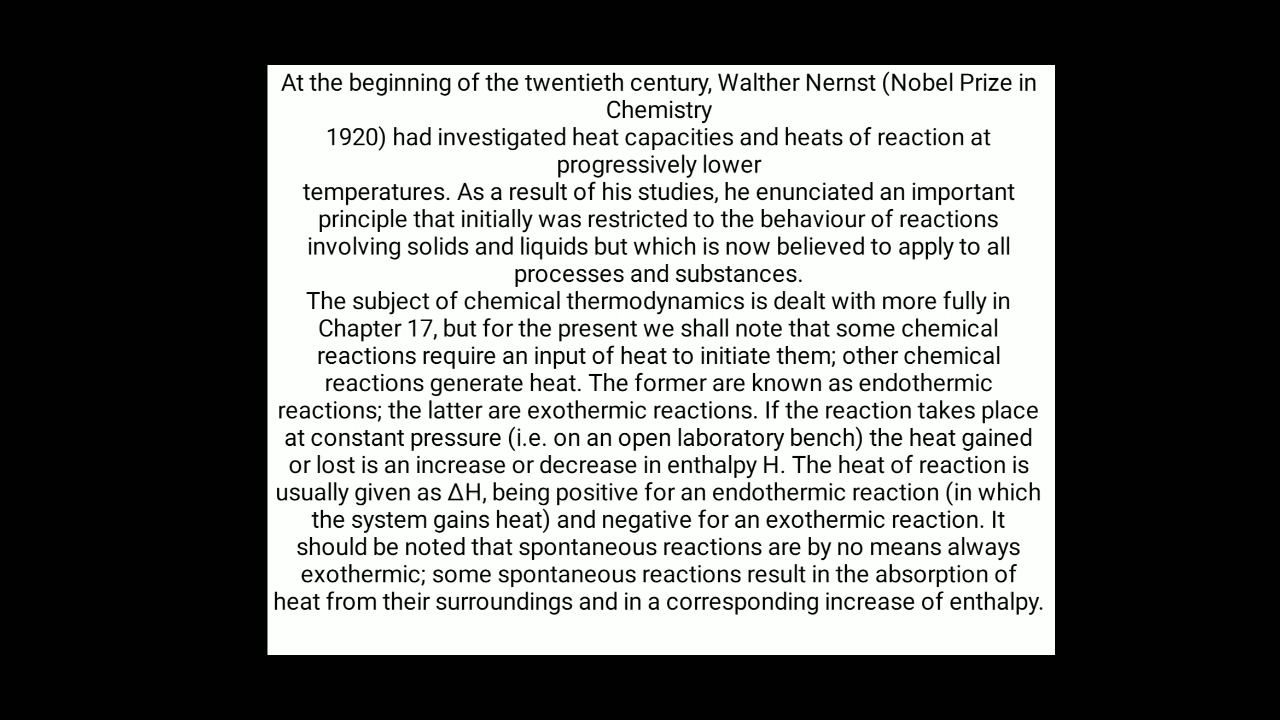 At the beginning of the twentieth century, Walther Nernst (Nobel Prize in
Chemistry
1920) had investigated heat capacities and heats of reaction at
progressively lower
temperatures. As a result of his studies, he enunciated an important
principle that initially was restricted to the behaviour of reactions
involving solids and liquids but which is now believed to apply to all
processes and substances.
The subject of chemical thermodynamics is dealt with more fully in
Chapter 17, but for the present we shall note that some chemical
reactions require an input of heat to initiate them; other chemical
reactions generate heat. The former are known as endothermic
reactions; the latter are exothermic reactions. If the reaction takes place
at constant pressure (i.e. on an open laboratory bench) the heat gained
or lost is an increase or decrease in enthalpy H. The heat of reaction is
usually given as ΔH, being positive for an endothermic reaction (in which
the system gains heat) and negative for an exothermic reaction. It
should be noted that spontaneous reactions are by no means always
exothermic; some spontaneous reactions result in the absorption of
heat from their surroundings and in a corresponding increase of enthalpy.